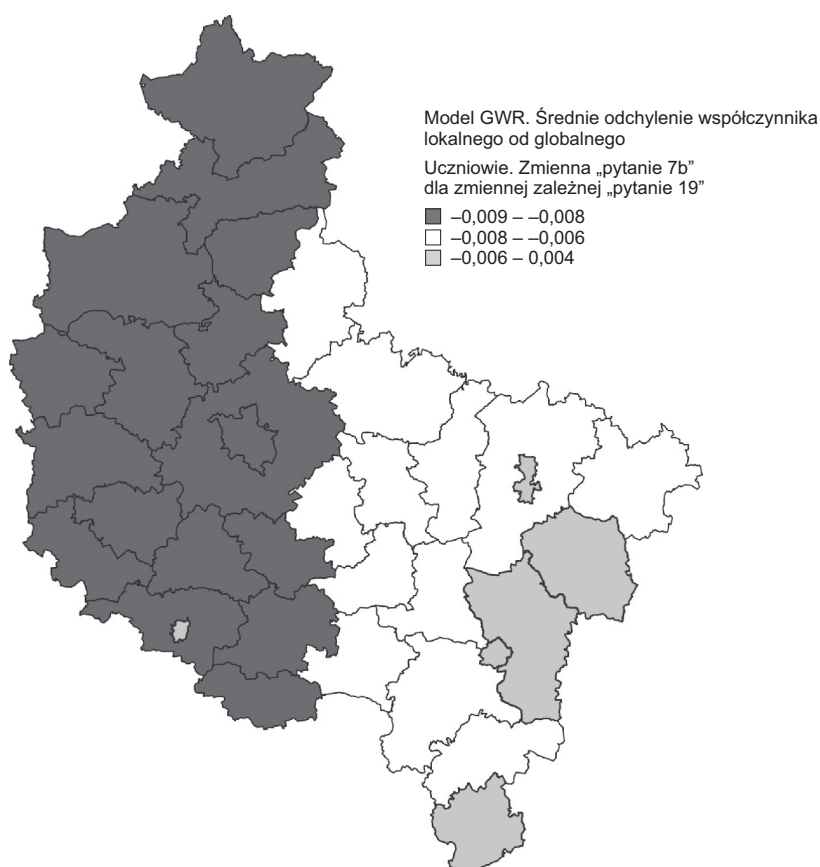 Model GWR. Średnie odchylenie współczynnika
lokalnego od globalnego
Uczniowie. Zmienna „pytanie 7b”
dla zmiennej zależnej „pytanie 19”
–0,009 – –0,008
–0,008 – –0,006
–0,006 – 0,004